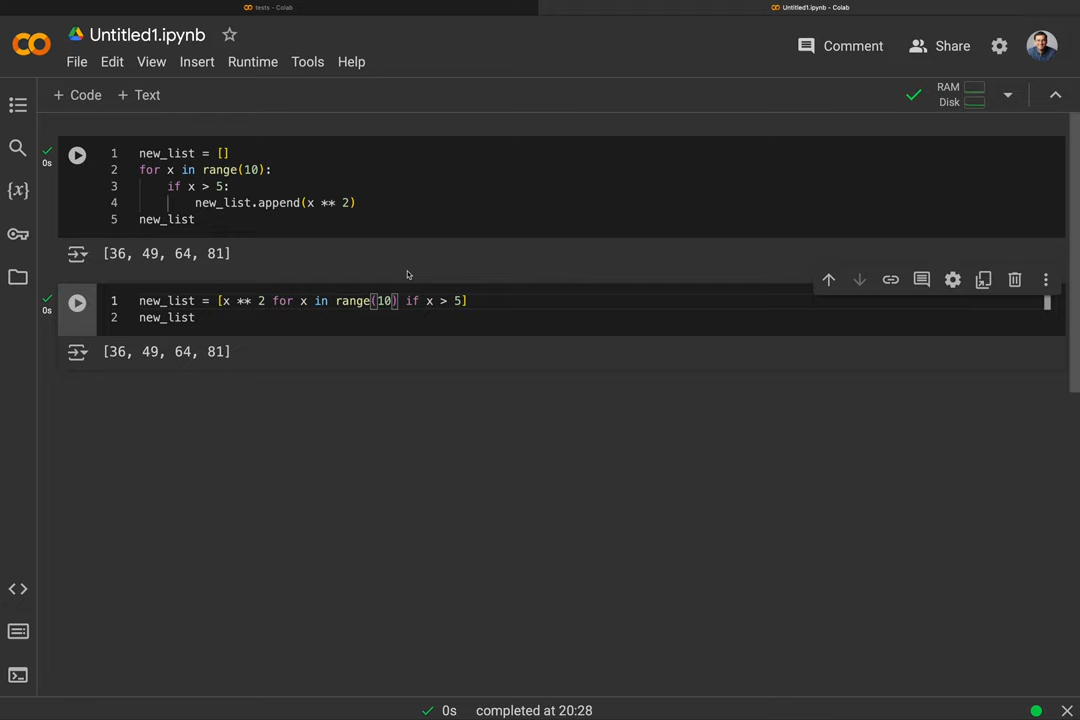 tests - Colab
Untitled1.ipynb - Colab
Untitled1.ipynb
Comment
Share
File Edit View Insert Runtime Tools Help
+ Code + Text
RAM
Disk
0s
1 new_list = []
2 for x in range(10):
3 if x > 5:
4 new_list.append(x ** 2)
5 new_list
[36, 49, 64, 81]
0s
1 new_list = [x ** 2 for x in range(10) if x > 5]
2 new_list
[36, 49, 64, 81]
{x}
0s completed at 20:28